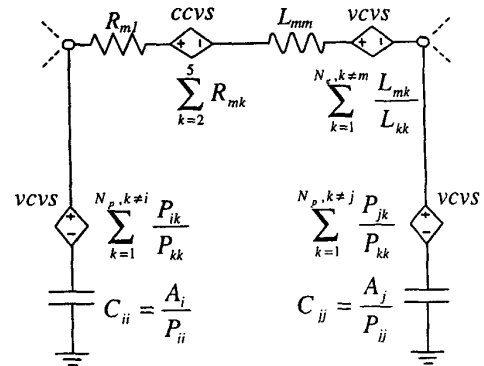 R_{m1} ccvs L_{mm} vcvs
+ - + -
\sum_{k=2}^{5} R_{mk} \sum_{k=1}^{N_r, k \neq m} \frac{L_{mk}}{L_{kk}}
vcvs \sum_{k=1}^{N_p, k \neq i} \frac{P_{ik}}{P_{kk}} \sum_{k=1}^{N_p, k \neq j} \frac{P_{jk}}{P_{kk}} vcvs
+ - + -
C_{ii} = \frac{A_i}{P_{ii}} C_{jj} = \frac{A_j}{P_{jj}}